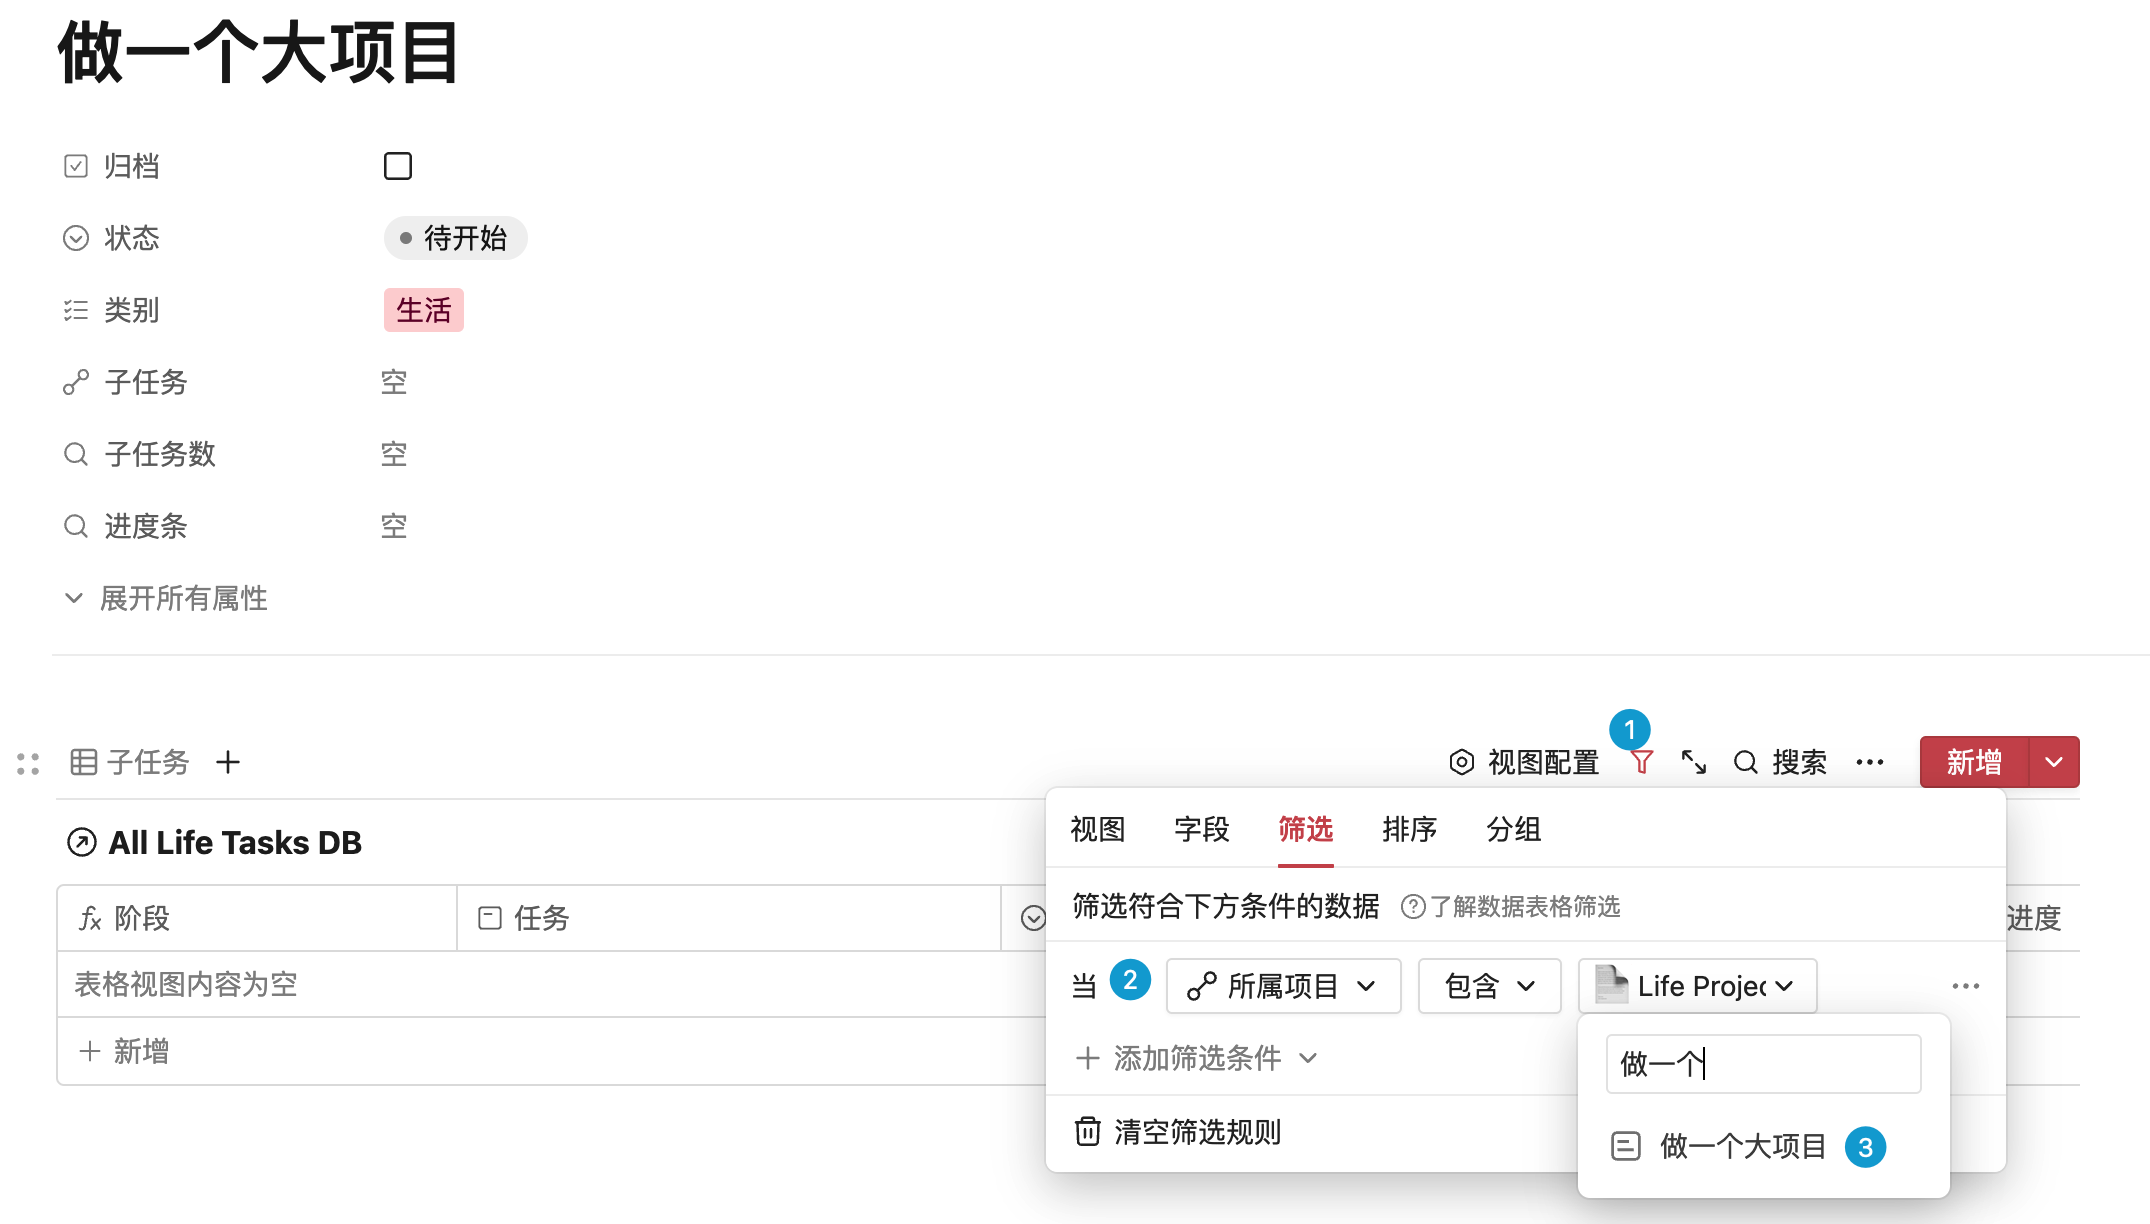 做一个大项目
归档
状态 待开始
类别 生活
子任务 空
子任务数 空
进度条 空
展开所有属性
子任务 + 视图配置 1 搜索 新增
All Life Tasks DB
视图 字段 筛选 排序 分组
筛选符合下方条件的数据 ?了解数据表格筛选
fx 阶段 任务 进度
表格视图内容为空
当 2 所属项目 包含 Life Projec
+ 新增
+ 添加筛选条件
做一个
清空筛选规则
做一个大项目 3